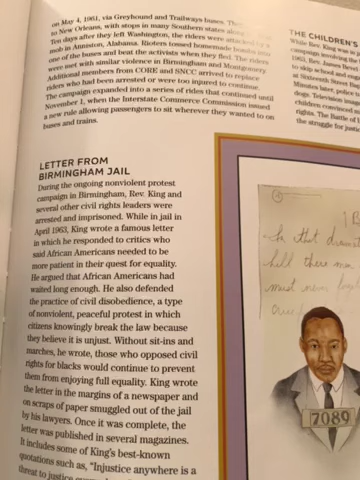 on May 4, 1961, via Greyhound and Trailways buses.
to New Orleans, with stops in many Southern states
Ten days after they left Washington, the riders were
mob in Anniston, Alabama. Rioters tossed homemade bombs
one of the buses and beat the activists when they fled. The riders
were met with similar violence in Birmingham and Montgomery.
Additional members from CORE and SNCC arrived to replace
riders who had been arrested or were too injured to continue.
The campaign expanded into a series of rides that continued until
November 1, when the Interstate Commerce Commission issued
a new rule allowing passengers to sit wherever they wanted to on
buses and trains.
LETTER FROM
BIRMINGHAM JAIL
During the ongoing nonviolent protest
campaign in Birmingham, Rev. King and
several other civil rights leaders were
arrested and imprisoned. While in jail in
April 1963, King wrote a famous letter
in which he responded to critics who
said African Americans needed to be
more patient in their quest for equality.
He argued that African Americans had
waited long enough. He also defended
the practice of civil disobedience, a type
of nonviolent, peaceful protest in which
citizens knowingly break the law because
they believe it is unjust. Without sit-ins and
marches, he wrote, those who opposed civil
rights for blacks would continue to prevent
them from enjoying full equality. King wrote
the letter in the margins of a newspaper and
on scraps of paper smuggled out of the jail
by his lawyers. Once it was complete, the
letter was published in several magazines.
It includes some of King's best-known
quotations such as, "Injustice anywhere is a
threat to justice
THE CHILDREN'S
While Rev. King was in
campaign involving the
1963, Rev. James Bevel
to skip school and
at Sixteenth Street
Minutes later, police
dogs. Television
children convinced
rights. The Battle of
the struggle for
7089